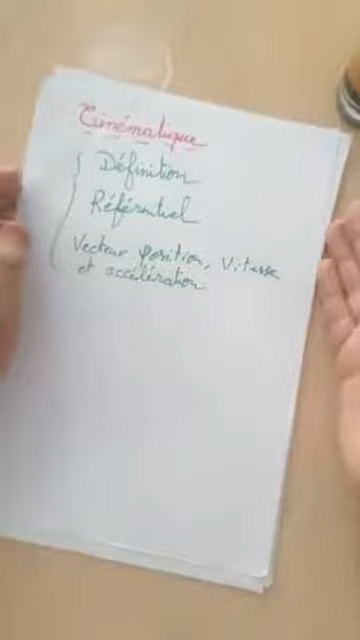 Cinématique
Définition
Référentiel
Vecteur position, Vitesse
et accélération